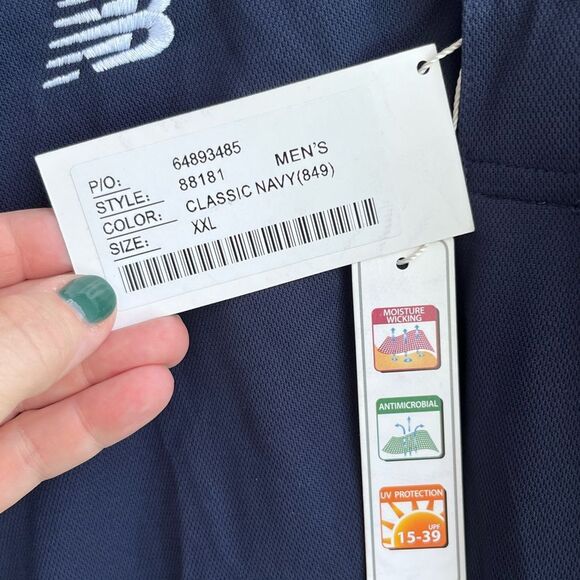 P/O: 64893485
STYLE: 88181 MEN'S
COLOR: CLASSIC NAVY(849)
SIZE: XXL
MOISTURE
WICKING
ANTIMICROBIAL
UV PROTECTION
UPF
15-39